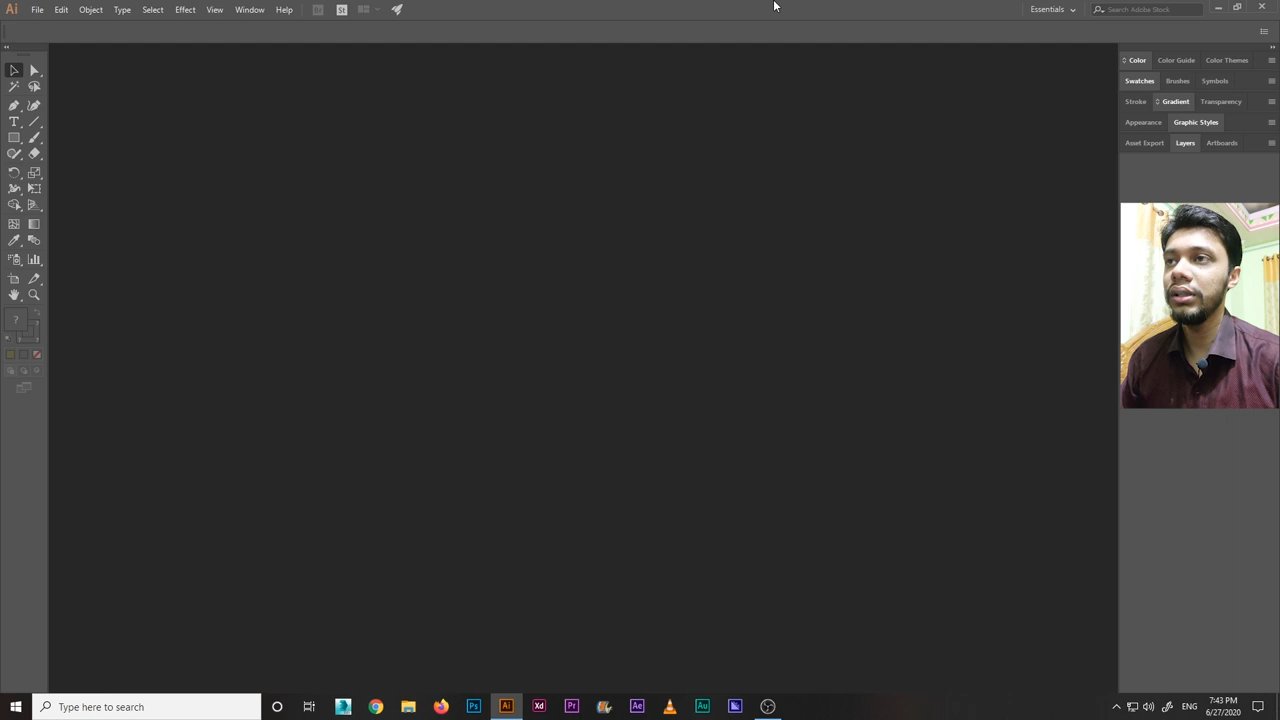 Ai File Edit Object Type Select Effect View Window Help Br St Essentials Search Adobe Stock
Color Color Guide Color Themes
Swatches Brushes Symbols
Stroke Gradient Transparency
Appearance Graphic Styles
Asset Export Layers Artboards
T
?
Type here to search Ps Ai Xd Pr Ae Au ENG 7:43 PM
6/27/2020